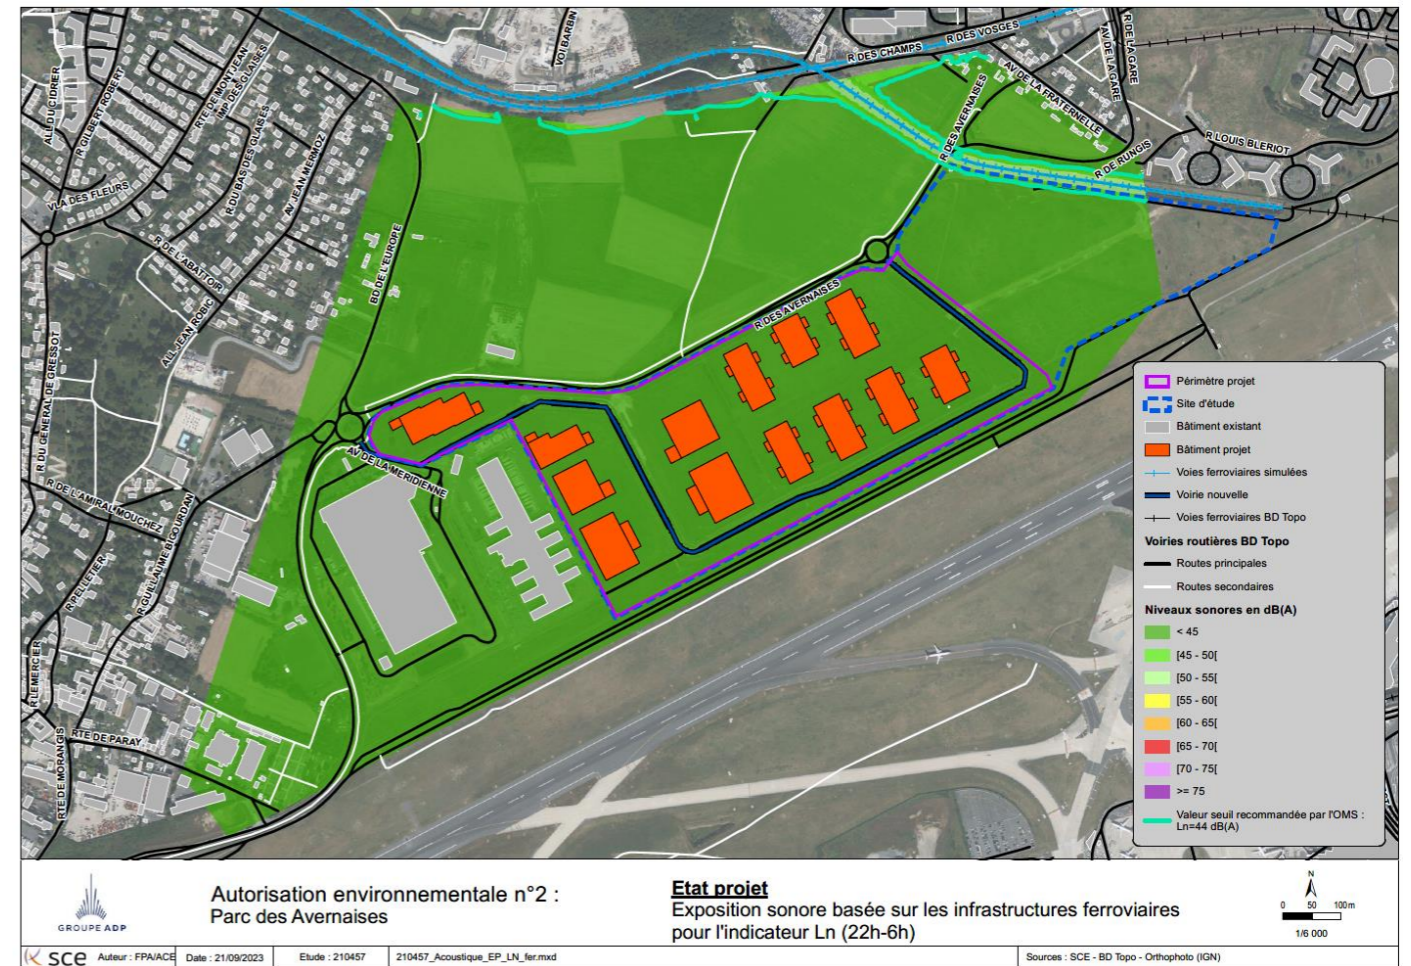 ALL DU CIDRIER
R GILBERT ROBERT
RTE DE MONTJEAN
IMP DES GLAISES
VOI BARBIN
R DES CHAMPS
R DES VOSGES
AV DE LA GARE
R DE LA GARE
AV DE LA FRATERNELLE
R DES AVERNAISES
R LOUIS BLERIOT
R DE RUNGIS
VLA DES FLEURS
R DU BAS DES GLAISES
AV JEAN MERMOZ
R DE L'ABATTOIR
BD DE L'EUROPE
ALL JEAN ROBIC
R DU GENERAL DE GRESSOT
R DES AVERNAISES
AV DE LA MERIDIENNE
R DE L'AMIRAL MOUCHEZ
R GUILLAUME BIGOURDAN
R PELLETIER
R LEMERCIER
RTE DE PARAY
RTE DE MORANGIS
Périmètre projet
Site d'étude
Bâtiment existant
Bâtiment projet
Voies ferroviaires simulées
Voirie nouvelle
Voies ferroviaires BD Topo
Voiries routières BD Topo
Routes principales
Routes secondaires
Niveaux sonores en dB(A)
< 45
[45 - 50[
[50 - 55[
[55 - 60[
[60 - 65[
[65 - 70[
[70 - 75[
>= 75
Valeur seuil recommandée par l'OMS :
Ln=44 dB(A)
GROUPE ADP
Autorisation environnementale n°2 :
Parc des Avernaises
Etat projet
Exposition sonore basée sur les infrastructures ferroviaires
pour l'indicateur Ln (22h-6h)
N
0 50 100 m
1/6 000
sce
Auteur : FPA/ACE
Date : 21/09/2023
Etude : 210457
210457_Acoustique_EP_LN_fer.mxd
Sources : SCE - BD Topo - Orthophoto (IGN)